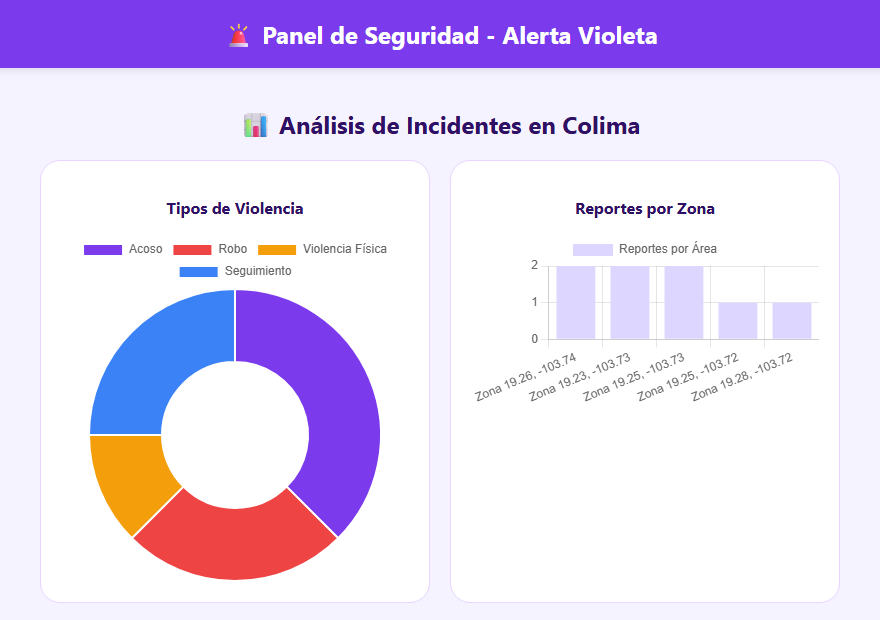 Panel de Seguridad - Alerta Violeta
Análisis de Incidentes en Colima
Tipos de Violencia
Acoso Robo Violencia Física
Seguimiento
Reportes por Zona
Reportes por Área
2
1
0
Zona 19.26, -103.74
Zona 19.23, -103.73
Zona 19.25, -103.73
Zona 19.25, -103.72
Zona 19.28, -103.72